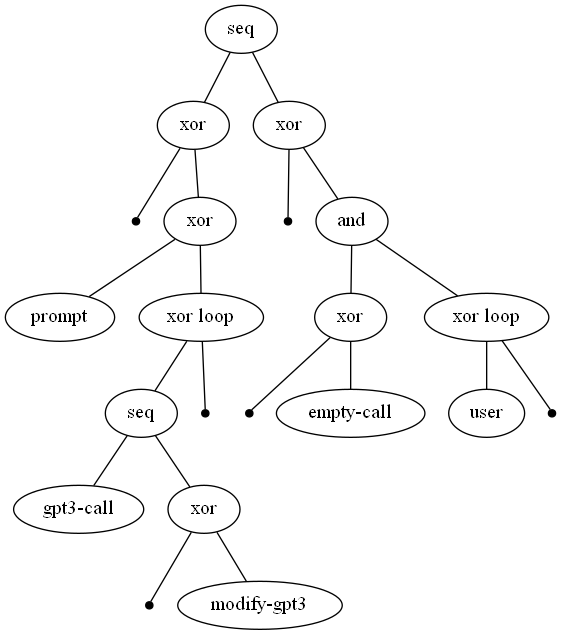 seq
xor
xor
xor
and
prompt
xor loop
xor
xor loop
seq
empty-call
user
gpt3-call
xor
modify-gpt3